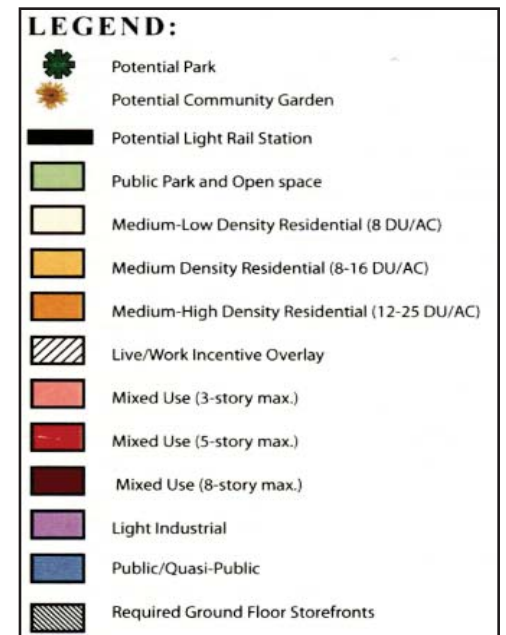 LEGEND:
Potential Park
Potential Community Garden
Potential Light Rail Station
Public Park and Open space
Medium-Low Density Residential (8 DU/AC)
Medium Density Residential (8-16 DU/AC)
Medium-High Density Residential (12-25 DU/AC)
Live/Work Incentive Overlay
Mixed Use (3-story max.)
Mixed Use (5-story max.)
Mixed Use (8-story max.)
Light Industrial
Public/Quasi-Public
Required Ground Floor Storefronts